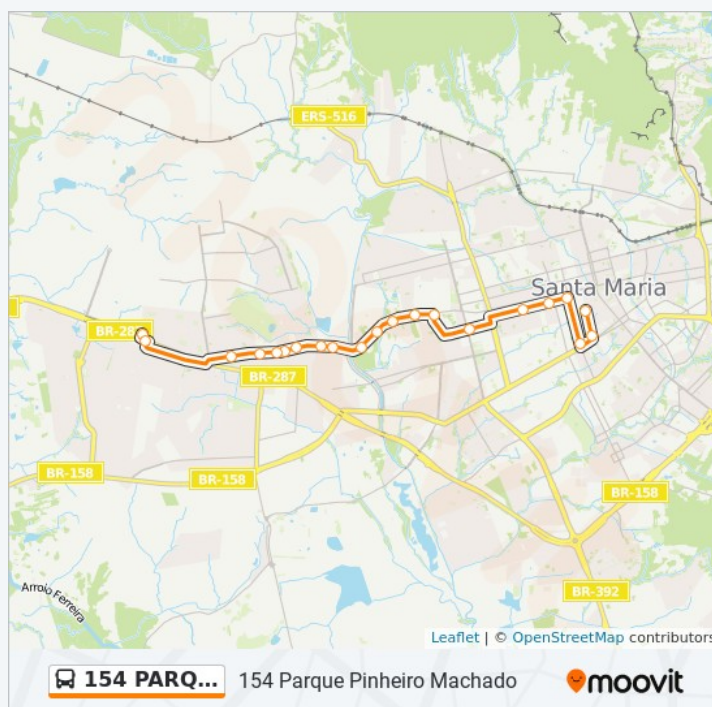 ERS-516
Santa Maria
BR-28
BR-287
BR-158
BR-158
BR-158
BR-392
Arroio Ferreira
Leaflet | © OpenStreetMap contributors
154 PARQ...
154 Parque Pinheiro Machado
moovit